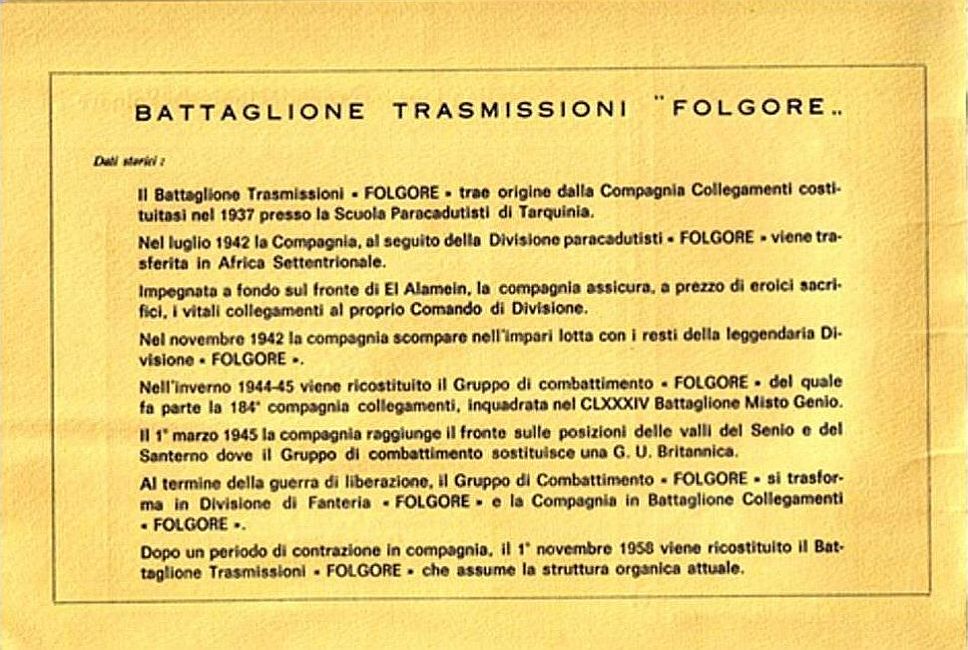 BATTAGLIONE TRASMISSIONI "FOLGORE„
Dati storici :
Il Battaglione Trasmissioni « FOLGORE » trae origine dalla Compagnia Collegamenti costi-
tuitasi nel 1937 presso la Scuola Paracadutisti di Tarquinia.
Nel luglio 1942 la Compagnia, al seguito della Divisione paracadutisti « FOLGORE » viene tra-
sferita in Africa Settentrionale.
Impegnata a fondo sul fronte di El Alamein, la compagnia assicura, a prezzo di eroici sacri-
fici, i vitali collegamenti al proprio Comando di Divisione.
Nel novembre 1942 la compagnia scompare nell'impari lotta con i resti della leggendaria Di-
visione « FOLGORE ».
Nell'inverno 1944-45 viene ricostituito il Gruppo di combattimento « FOLGORE » del quale
fa parte la 184ª compagnia collegamenti, inquadrata nel CLXXXIV Battaglione Misto Genio.
Il 1° marzo 1945 la compagnia raggiunge il fronte sulle posizioni delle valli del Senio e del
Santerno dove il Gruppo di combattimento sostituisce una G. U. Britannica.
Al termine della guerra di liberazione, il Gruppo di Combattimento « FOLGORE » si trasfor-
ma in Divisione di Fanteria « FOLGORE » e la Compagnia in Battaglione Collegamenti
« FOLGORE ».
Dopo un periodo di contrazione in compagnia, il 1° novembre 1958 viene ricostituito il Bat-
taglione Trasmissioni « FOLGORE » che assume la struttura organica attuale.